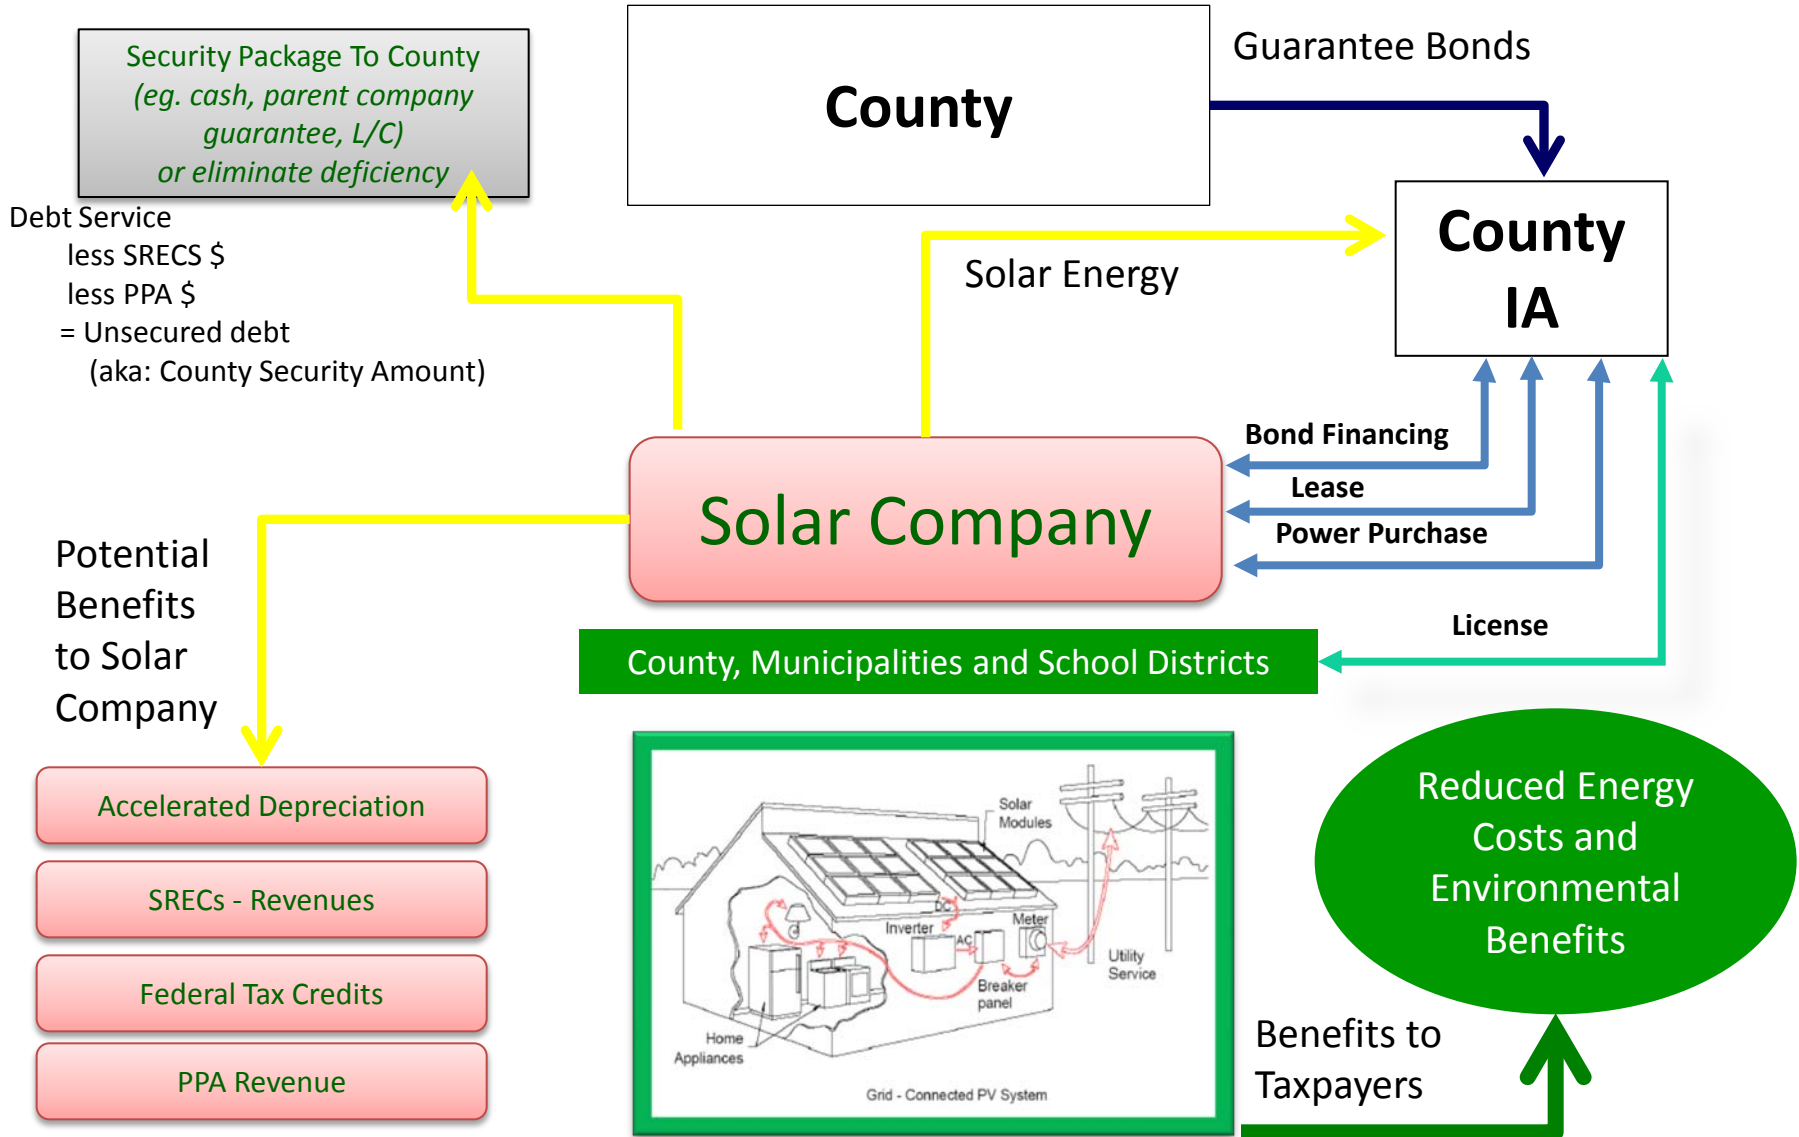 Security Package To County
(eg. cash, parent company
guarantee, L/C)
or eliminate deficiency
County
Guarantee Bonds
Debt Service
less SRECS $
less PPA $
= Unsecured debt
(aka: County Security Amount)
Solar Energy
County
IA
Bond Financing
Lease
Power Purchase
License
Solar Company
County, Municipalities and School Districts
Potential
Benefits
to Solar
Company
Accelerated Depreciation
SRECs - Revenues
Federal Tax Credits
PPA Revenue
Solar
Modules
DC
Inverter
AC
Meter
Breaker
panel
Utility
Service
Home
Appliances
Grid - Connected PV System
Reduced Energy
Costs and
Environmental
Benefits
Benefits to
Taxpayers